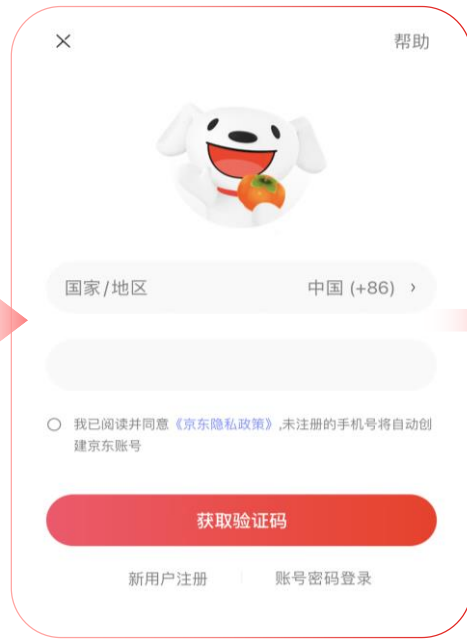 帮助
国家/地区 中国 (+86) >
我已阅读并同意《京东隐私政策》,未注册的手机号将自动创
建京东账号
获取验证码
新用户注册 账号密码登录